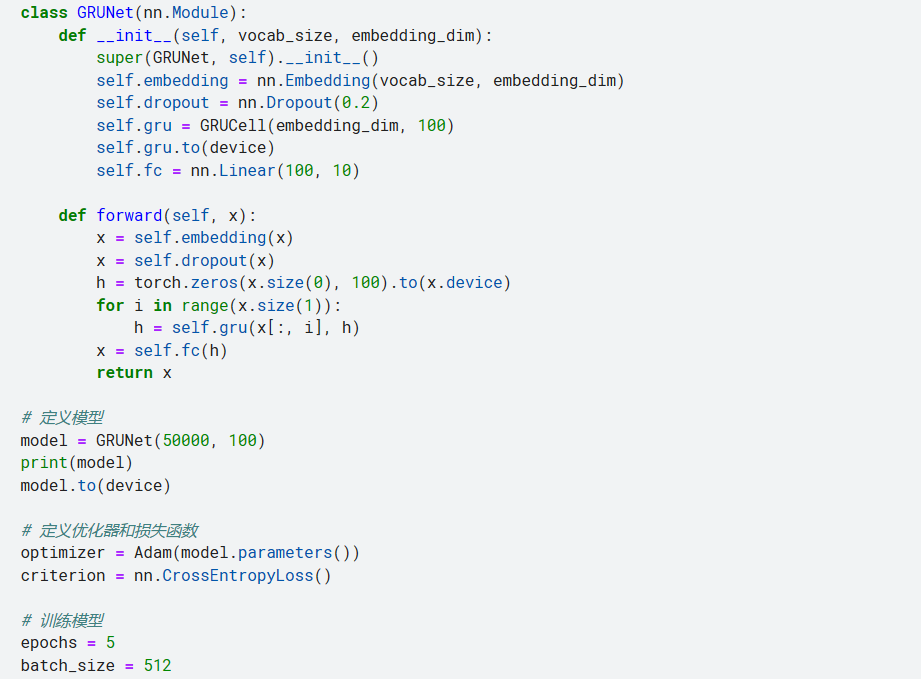 class GRUNet(nn.Module):
    def __init__(self, vocab_size, embedding_dim):
        super(GRUNet, self).__init__()
        self.embedding = nn.Embedding(vocab_size, embedding_dim)
        self.dropout = nn.Dropout(0.2)
        self.gru = GRUCell(embedding_dim, 100)
        self.gru.to(device)
        self.fc = nn.Linear(100, 10)

    def forward(self, x):
        x = self.embedding(x)
        x = self.dropout(x)
        h = torch.zeros(x.size(0), 100).to(x.device)
        for i in range(x.size(1)):
            h = self.gru(x[:, i], h)
        x = self.fc(h)
        return x

# 定义模型
model = GRUNet(50000, 100)
print(model)
model.to(device)

# 定义优化器和损失函数
optimizer = Adam(model.parameters())
criterion = nn.CrossEntropyLoss()

# 训练模型
epochs = 5
batch_size = 512